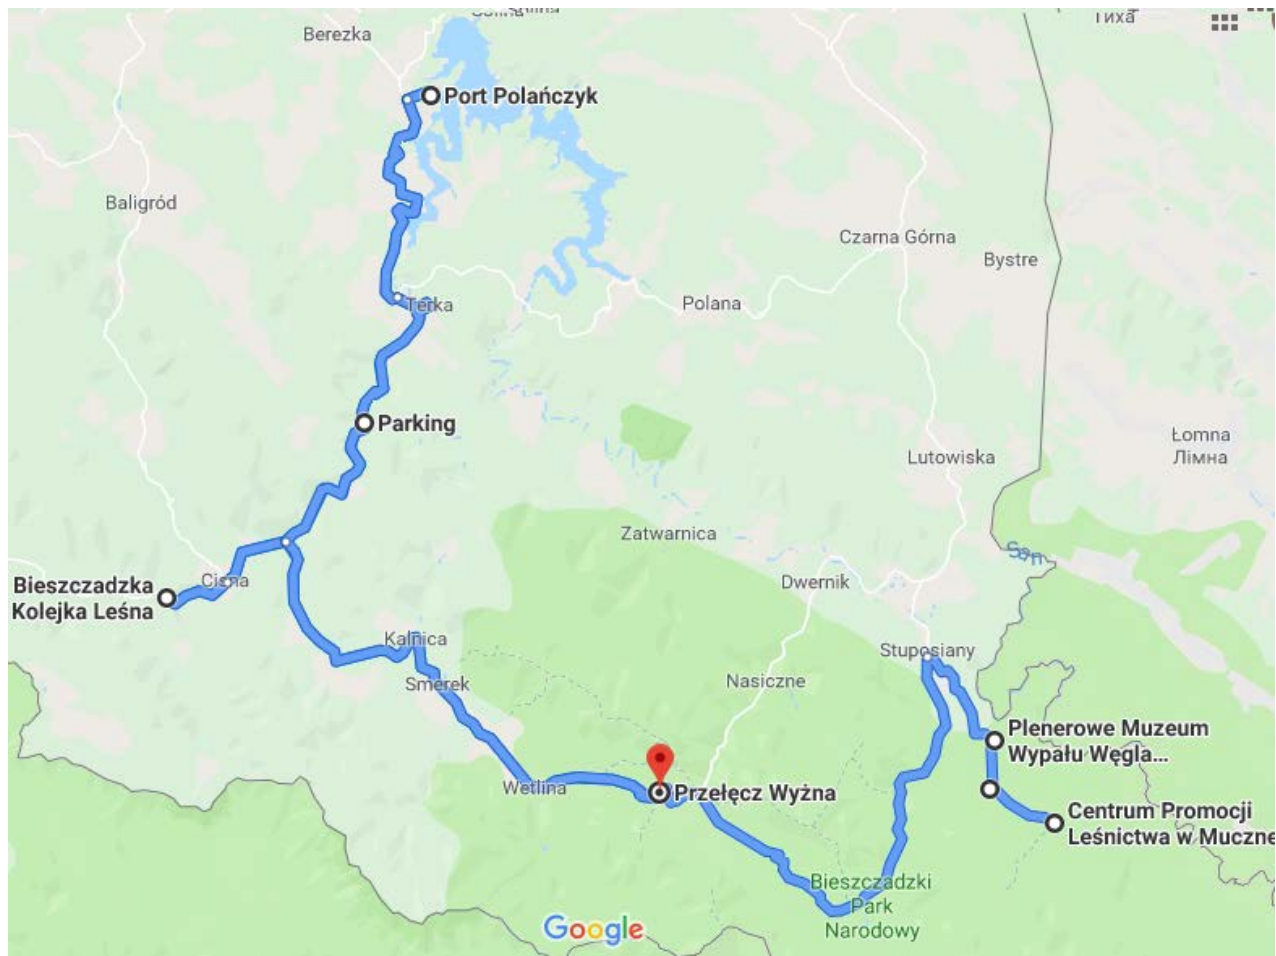 Тиха
Berezka
Port Polańczyk
Baligród
Czarna Górna
Bystre
Terka
Polana
Parking
Łomna
Лімна
Lutowiska
Zatwarnica
San
Bieszczadzka
Kolejka Leśna
Cisna
Dwernik
Kalnica
Stuposiany
Smerek
Nasiczne
Plenerowe Muzeum
Wypału Węgla...
Wetlina
Przełęcz Wyżna
Centrum Promocji
Leśnictwa w Muczne
Bieszczadzki
Park
Narodowy
Google